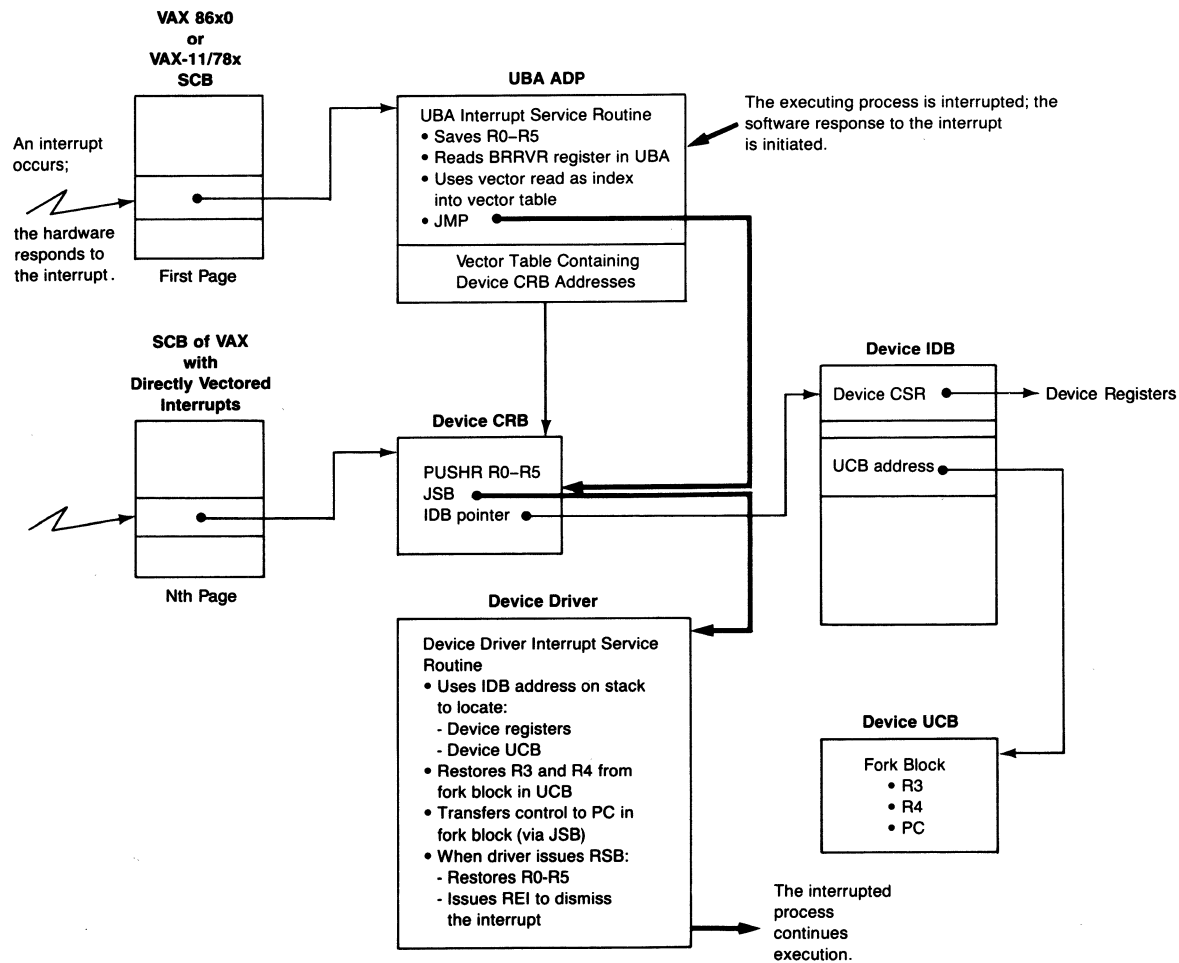 VAX 86x0
or
VAX-11/78x
SCB
An interrupt
occurs;
the hardware
responds to
the interrupt.
First Page
UBA ADP
UBA Interrupt Service Routine
• Saves R0–R5
• Reads BRRVR register in UBA
• Uses vector read as index
into vector table
• JMP
Vector Table Containing
Device CRB Addresses
The executing process is interrupted; the
software response to the interrupt
is initiated.
SCB of VAX
with
Directly Vectored
Interrupts
Nth Page
Device CRB
PUSHR R0–R5
JSB
IDB pointer
Device IDB
Device CSR
Device Registers
UCB address
Device Driver
Device Driver Interrupt Service
Routine
• Uses IDB address on stack
to locate:
- Device registers
- Device UCB
• Restores R3 and R4 from
fork block in UCB
• Transfers control to PC in
fork block (via JSB)
• When driver issues RSB:
- Restores R0-R5
- Issues REI to dismiss
the interrupt
Device UCB
Fork Block
• R3
• R4
• PC
The interrupted
process
continues
execution.